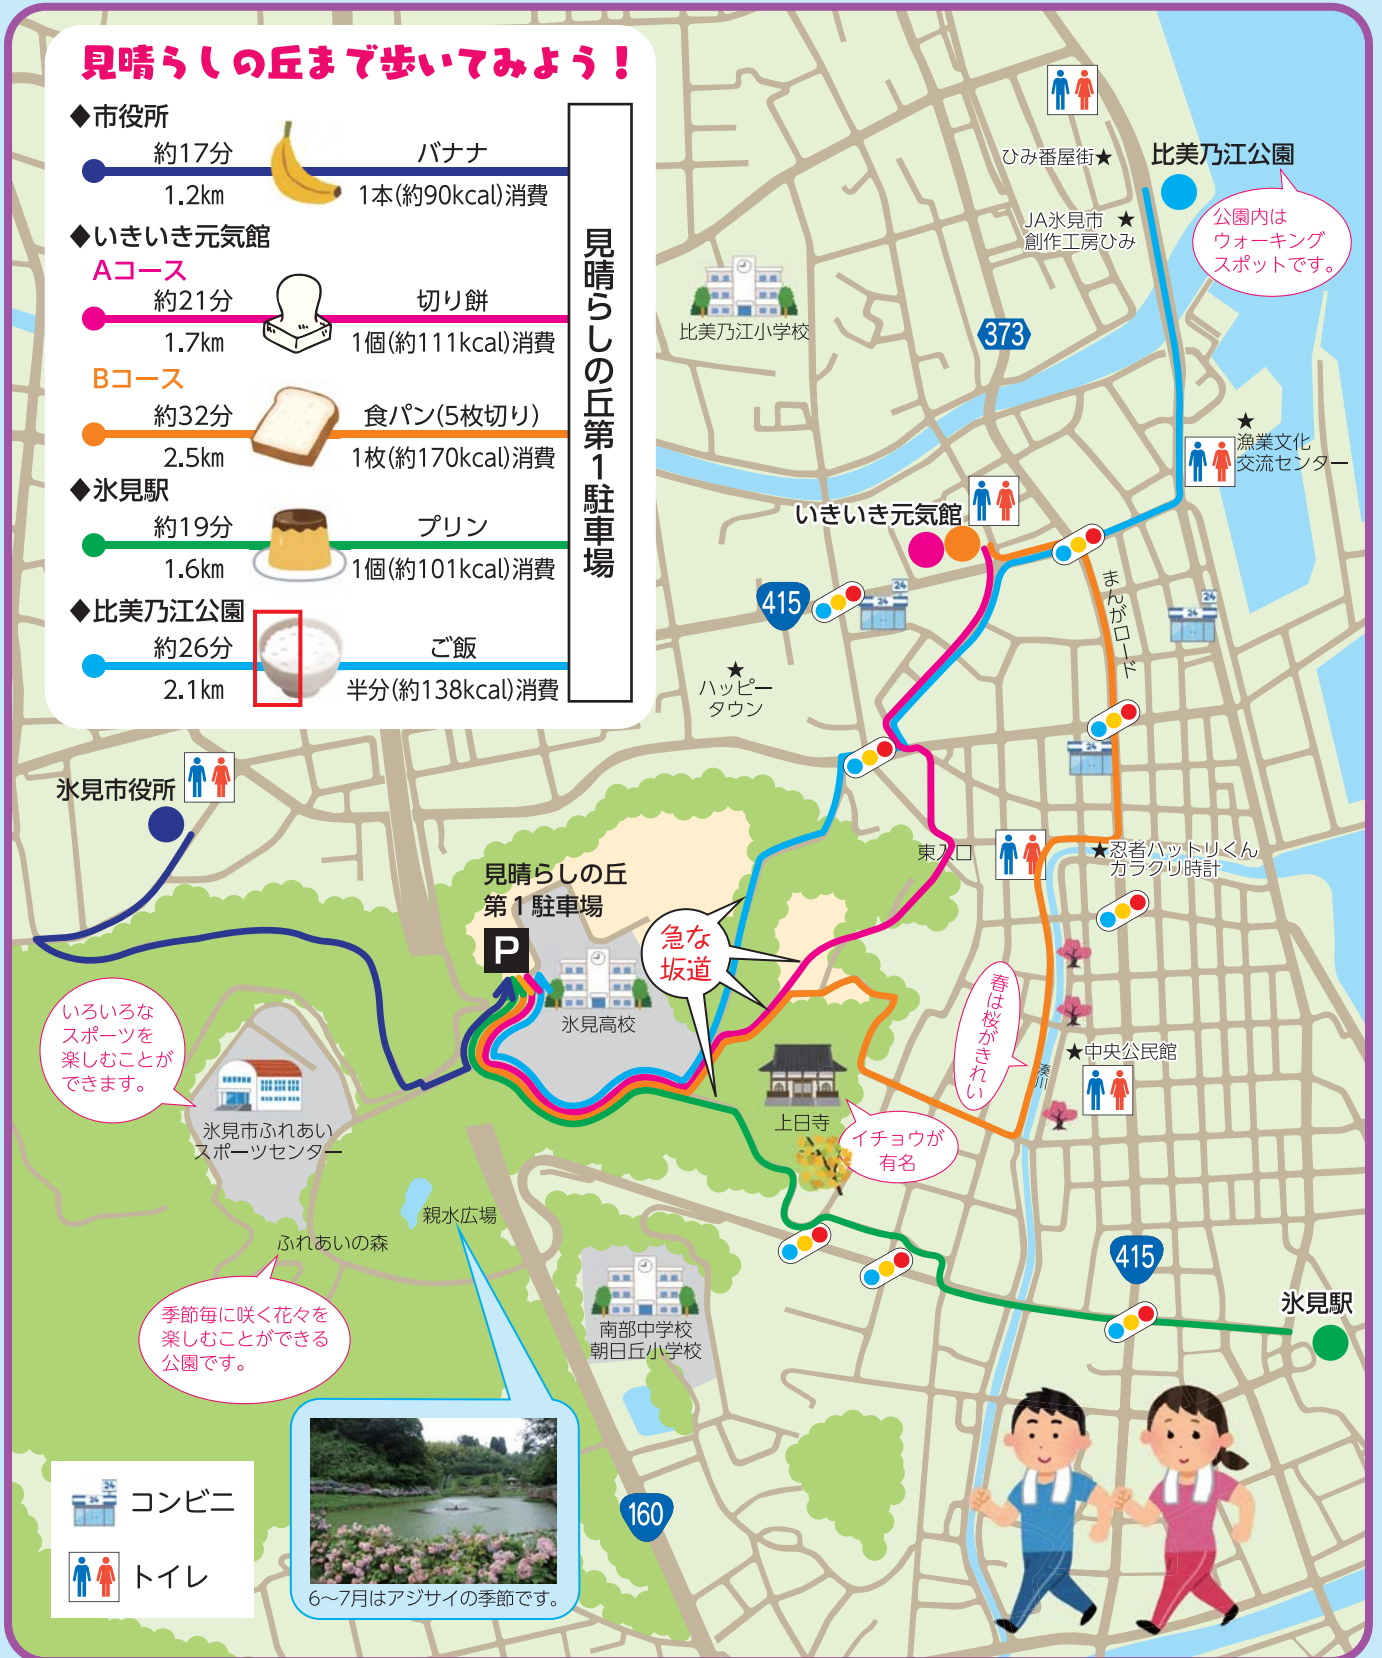 見晴らしの丘まで歩いてみよう！
◆市役所
約17分
バナナ
1.2km
1本(約90kcal)消費
◆いきいき元気館
Aコース
約21分
切り餅
1.7km
1個(約111kcal)消費
Bコース
約32分
食パン(5枚切り)
2.5km
1枚(約170kcal)消費
◆氷見駅
約19分
プリン
1.6km
1個(約101kcal)消費
◆比美乃江公園
約26分
ご飯
2.1km
半分(約138kcal)消費
見晴らしの丘第1駐車場
ひみ番屋街★
比美乃江公園
JA氷見市 ★
創作工房ひみ
公園内は
ウォーキング
スポットです。
比美乃江小学校
373
★
漁業文化
交流センター
いきいき元気館
415
24
24
24
24
まんがロード
★
ハッピー
タウン
24
氷見市役所
東入口
★忍者ハットリくん
カラクリ時計
見晴らしの丘
第1駐車場
P
急な
坂道
氷見高校
春は桜がきれい
★中央公民館
湊川
いろいろな
スポーツを
楽しむことが
できます。
氷見市ふれあい
スポーツセンター
上日寺
イチョウが
有名
親水広場
ふれあいの森
季節毎に咲く花々を
楽しむことができる
公園です。
415
氷見駅
南部中学校
朝日丘小学校
160
6〜7月はアジサイの季節です。
24
24
コンビニ
トイレ